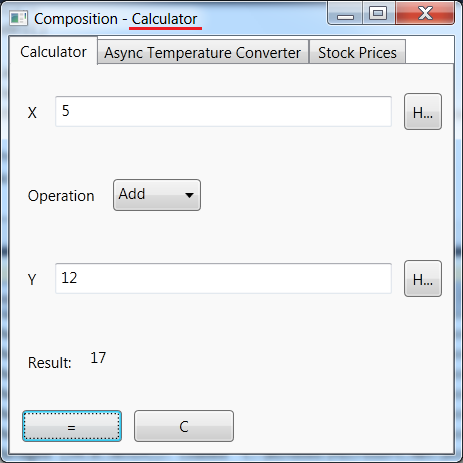 Composition - Calculator
Calculator Async Temperature Converter Stock Prices
X 5 H...
Operation Add
Y 12 H...
Result: 17
= C